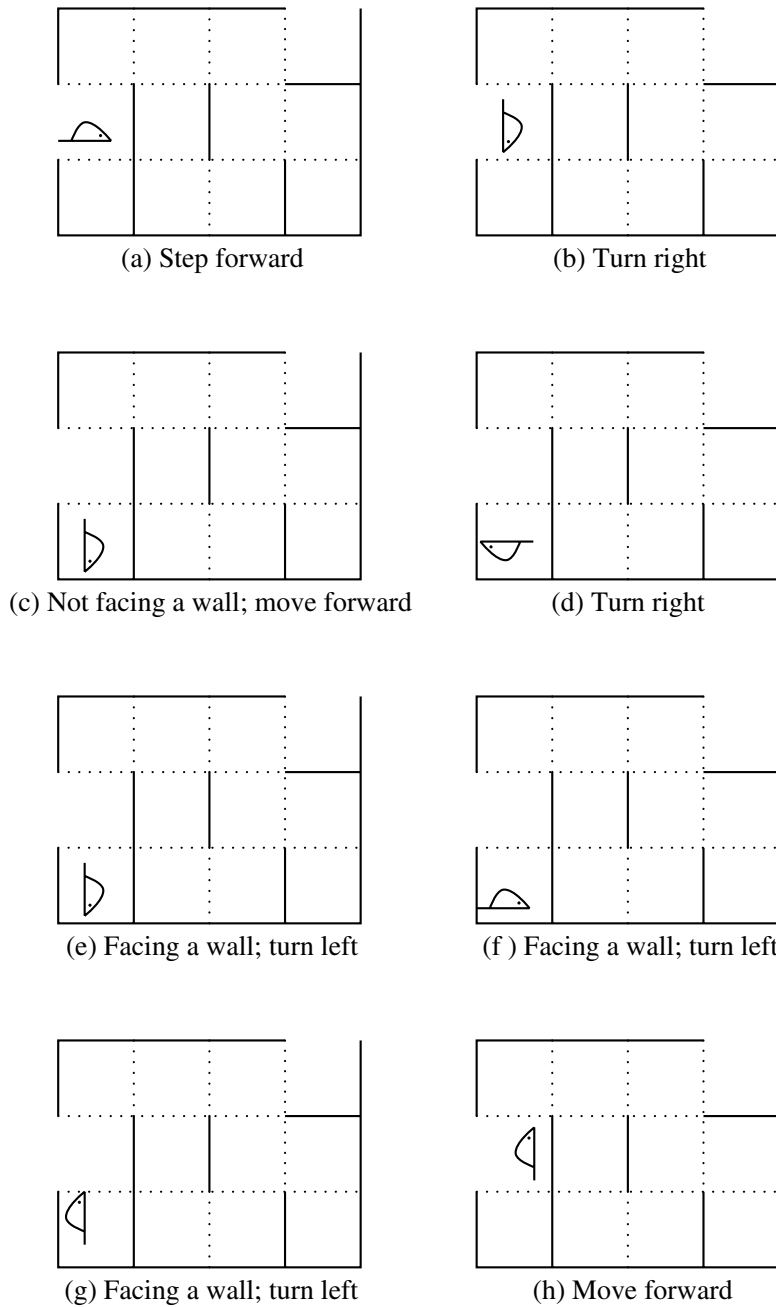 (a) Step forward
(b) Turn right
(c) Not facing a wall; move forward
(d) Turn right
(e) Facing a wall; turn left
(f ) Facing a wall; turn left
(g) Facing a wall; turn left
(h) Move forward